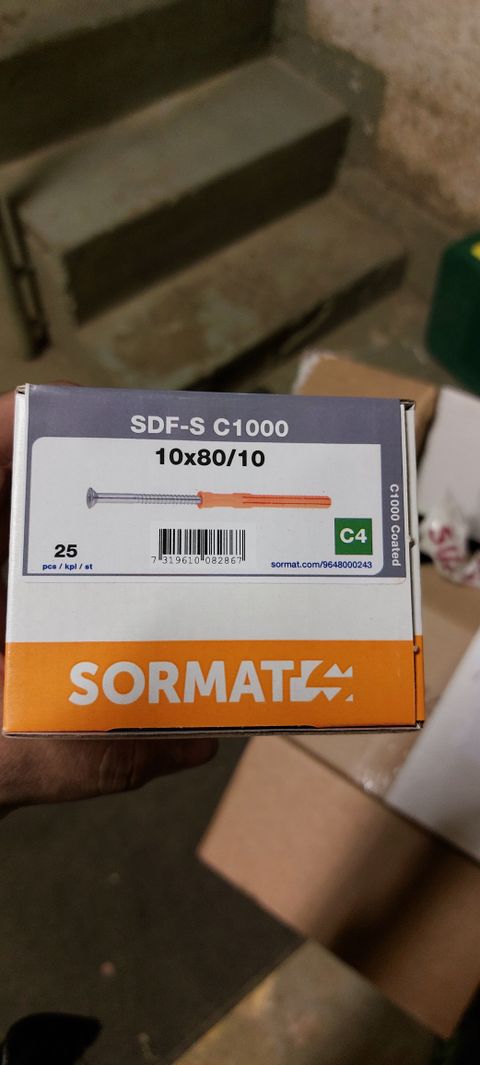 SDF-S C1000
10x80/10
C1000 Coated
C4
25
pcs / kpl / st
7 319610 082867
sormat.com/9648000243
SORMAT